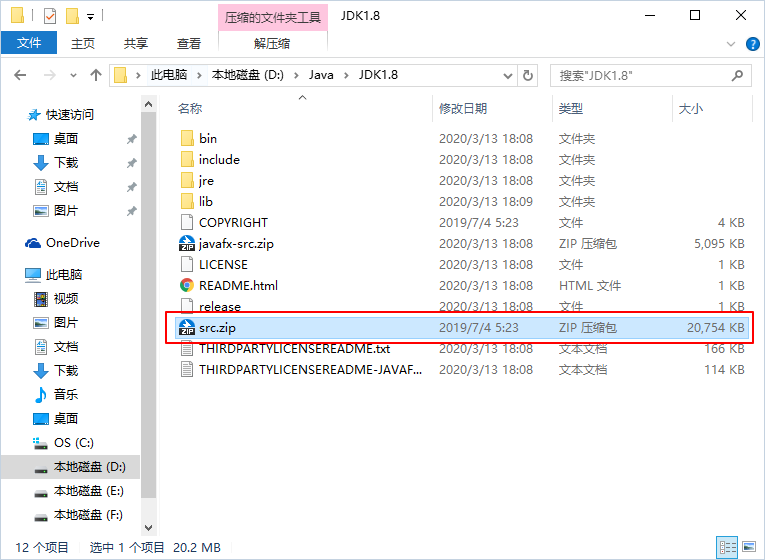 压缩的文件夹工具 JDK1.8
文件 主页 共享 查看 解压缩
此电脑 本地磁盘 (D:) Java JDK1.8 搜索"JDK1.8"
名称 修改日期 类型 大小
快速访问
桌面
下载
文档
图片
OneDrive
此电脑
视频
图片
文档
下载
音乐
桌面
OS (C:)
本地磁盘 (D:)
本地磁盘 (E:)
本地磁盘 (F:)
bin 2020/3/13 18:08 文件夹
include 2020/3/13 18:08 文件夹
jre 2020/3/13 18:08 文件夹
lib 2020/3/13 18:09 文件夹
COPYRIGHT 2019/7/4 5:23 文件 4 KB
ZIP javafx-src.zip 2020/3/13 18:08 ZIP 压缩包 5,095 KB
LICENSE 2020/3/13 18:08 文件 1 KB
README.html 2020/3/13 18:08 HTML 文件 1 KB
release 2020/3/13 18:08 文件 1 KB
ZIP src.zip 2019/7/4 5:23 ZIP 压缩包 20,754 KB
THIRDPARTYLICENSEREADME.txt 2020/3/13 18:08 文本文档 166 KB
THIRDPARTYLICENSEREADME-JAVAF... 2020/3/13 18:08 文本文档 114 KB
12 个项目 选中 1 个项目 20.2 MB